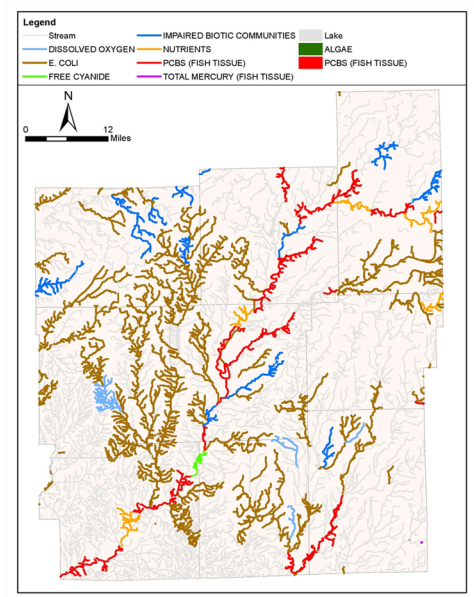 Legend
Stream
IMPAIRED BIOTIC COMMUNITIES
Lake
DISSOLVED OXYGEN
NUTRIENTS
ALGAE
E. COLI
PCBS (FISH TISSUE)
PCBS (FISH TISSUE)
FREE CYANIDE
TOTAL MERCURY (FISH TISSUE)
N
0 12
Miles